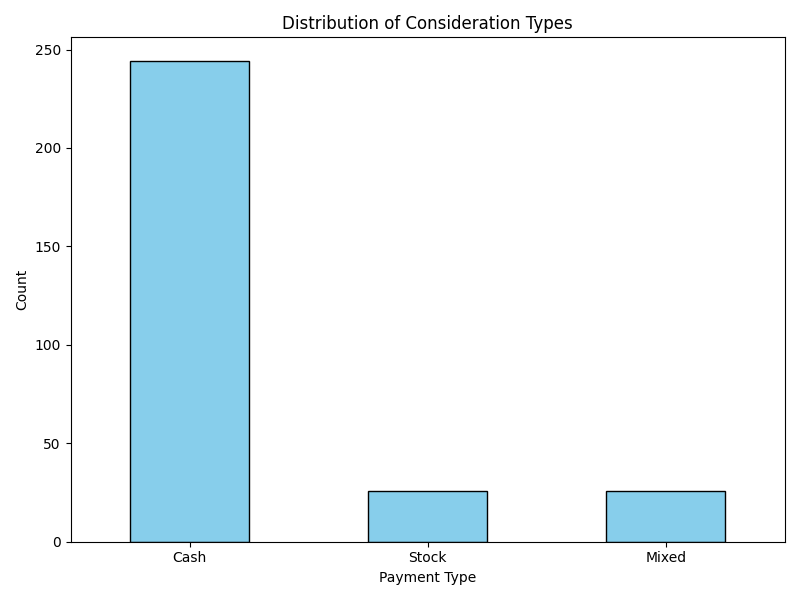 Distribution of Consideration Types
250
200
150
100
50
0
Count
Cash
Stock
Mixed
Payment Type